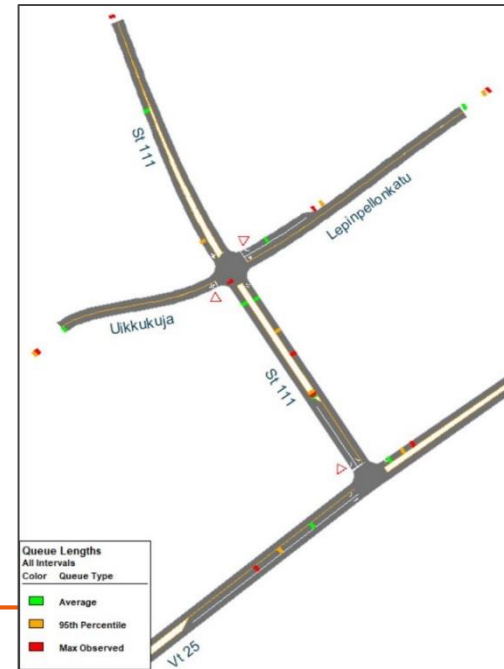 St 111
Lepinpellonkatu
Uikkukuja
St 111
Vt 25
Queue Lengths
All Intervals
Color Queue Type
Average
95th Percentile
Max Observed